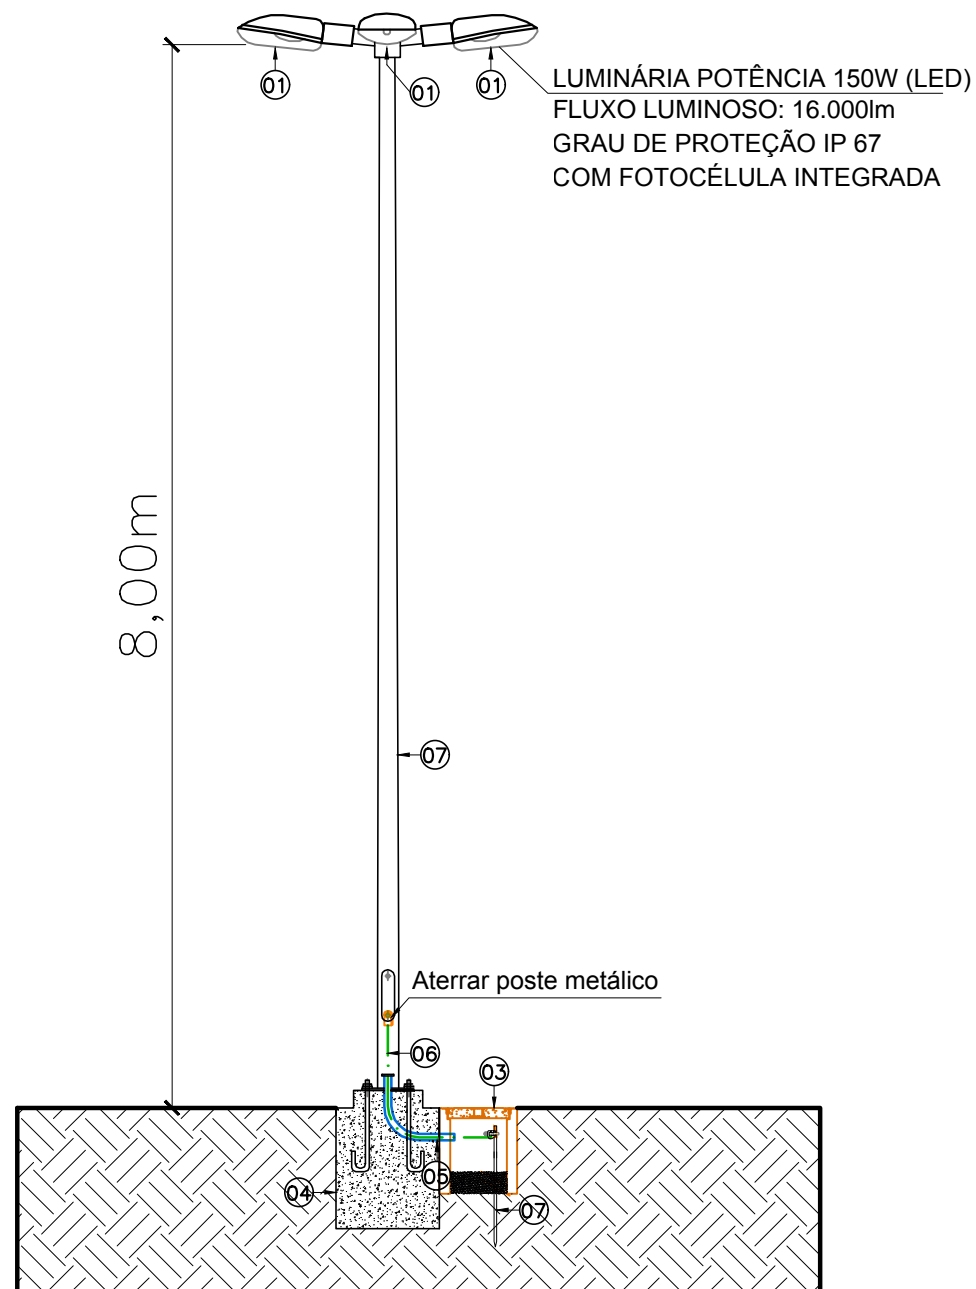 01
01
01
LUMINÁRIA POTÊNCIA 150W (LED)
FLUXO LUMINOSO: 16.000lm
GRAU DE PROTEÇÃO IP 67
COM FOTOCÉLULA INTEGRADA
8,00m
07
Aterrar poste metálico
06
03
05
04
07